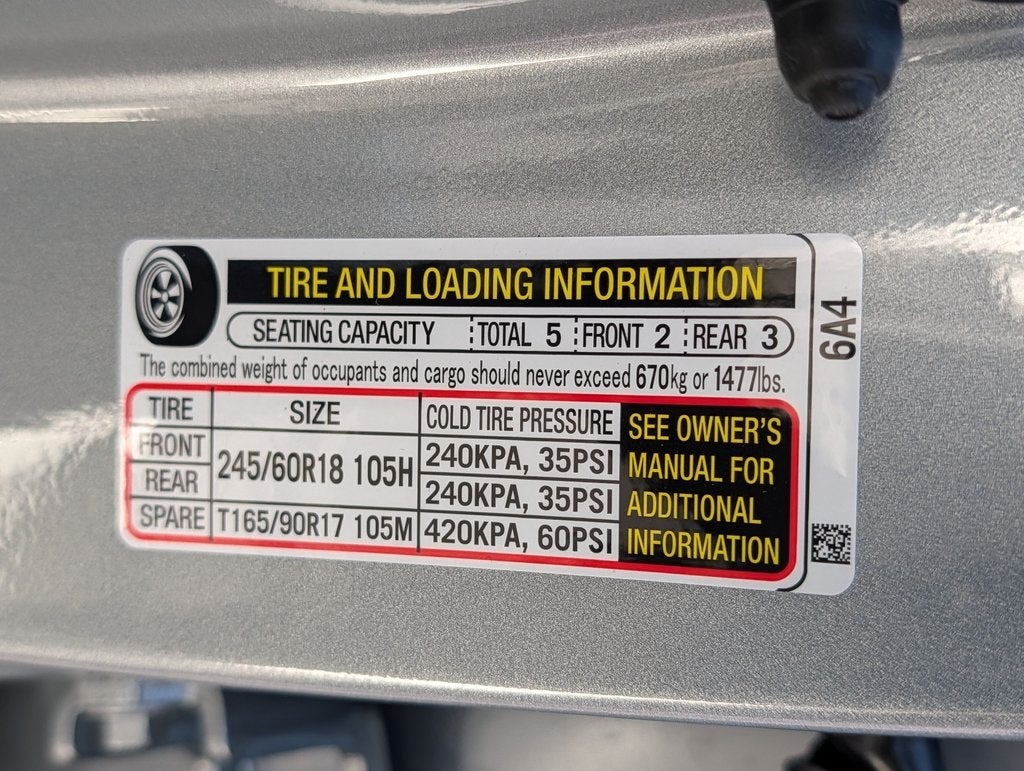 TIRE AND LOADING INFORMATION
SEATING CAPACITY TOTAL 5 FRONT 2 REAR 3
The combined weight of occupants and cargo should never exceed 670kg or 1477lbs.
TIRE SIZE COLD TIRE PRESSURE
FRONT 245/60R18 105H 240KPA, 35PSI
REAR 240KPA, 35PSI
SPARE T165/90R17 105M 420KPA, 60PSI
SEE OWNER'S
MANUAL FOR
ADDITIONAL
INFORMATION
6A4